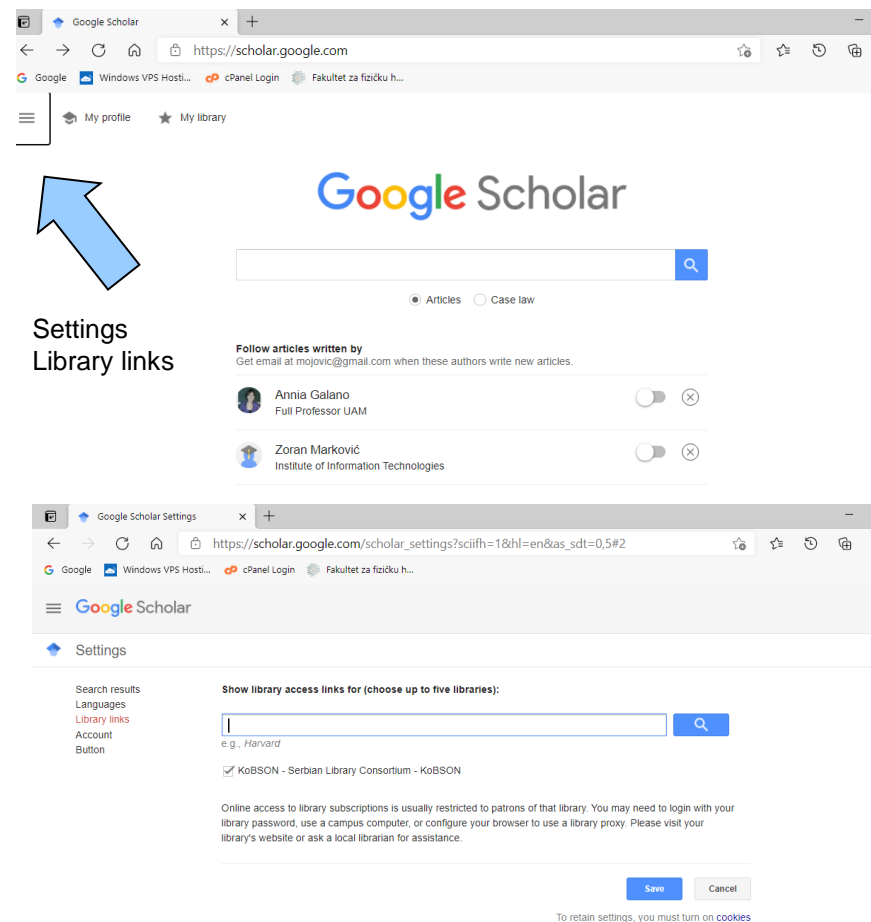 Google Scholar
https://scholar.google.com
Google Windows VPS Hosti... cPanel Login Fakultet za fizičku h...
My profile My library
Google Scholar
Articles Case law
Settings
Library links
Follow articles written by
Get email at mojovic@gmail.com when these authors write new articles.
Annia Galano
Full Professor UAM
Zoran Marković
Institute of Information Technologies
Google Scholar Settings
https://scholar.google.com/scholar_settings?sciifh=1&hl=en&as_sdt=0,5#2
Google Windows VPS Hosti... cPanel Login Fakultet za fizičku h...
Google Scholar
Settings
Search results
Languages
Library links
Account
Button
Show library access links for (choose up to five libraries):
e.g., Harvard
KoBSON - Serbian Library Consortium - KoBSON
Online access to library subscriptions is usually restricted to patrons of that library. You may need to login with your
library password, use a campus computer, or configure your browser to use a library proxy. Please visit your
library's website or ask a local librarian for assistance.
Save Cancel
To retain settings, you must turn on cookies